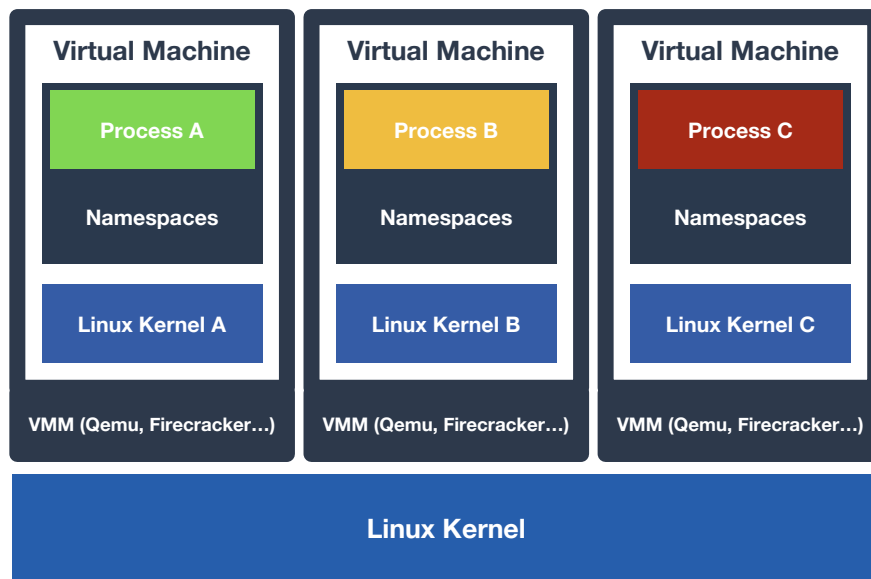 Virtual Machine
Process A
Namespaces
Linux Kernel A
VMM (Qemu, Firecracker...)
Virtual Machine
Process B
Namespaces
Linux Kernel B
VMM (Qemu, Firecracker...)
Virtual Machine
Process C
Namespaces
Linux Kernel C
VMM (Qemu, Firecracker...)
Linux Kernel